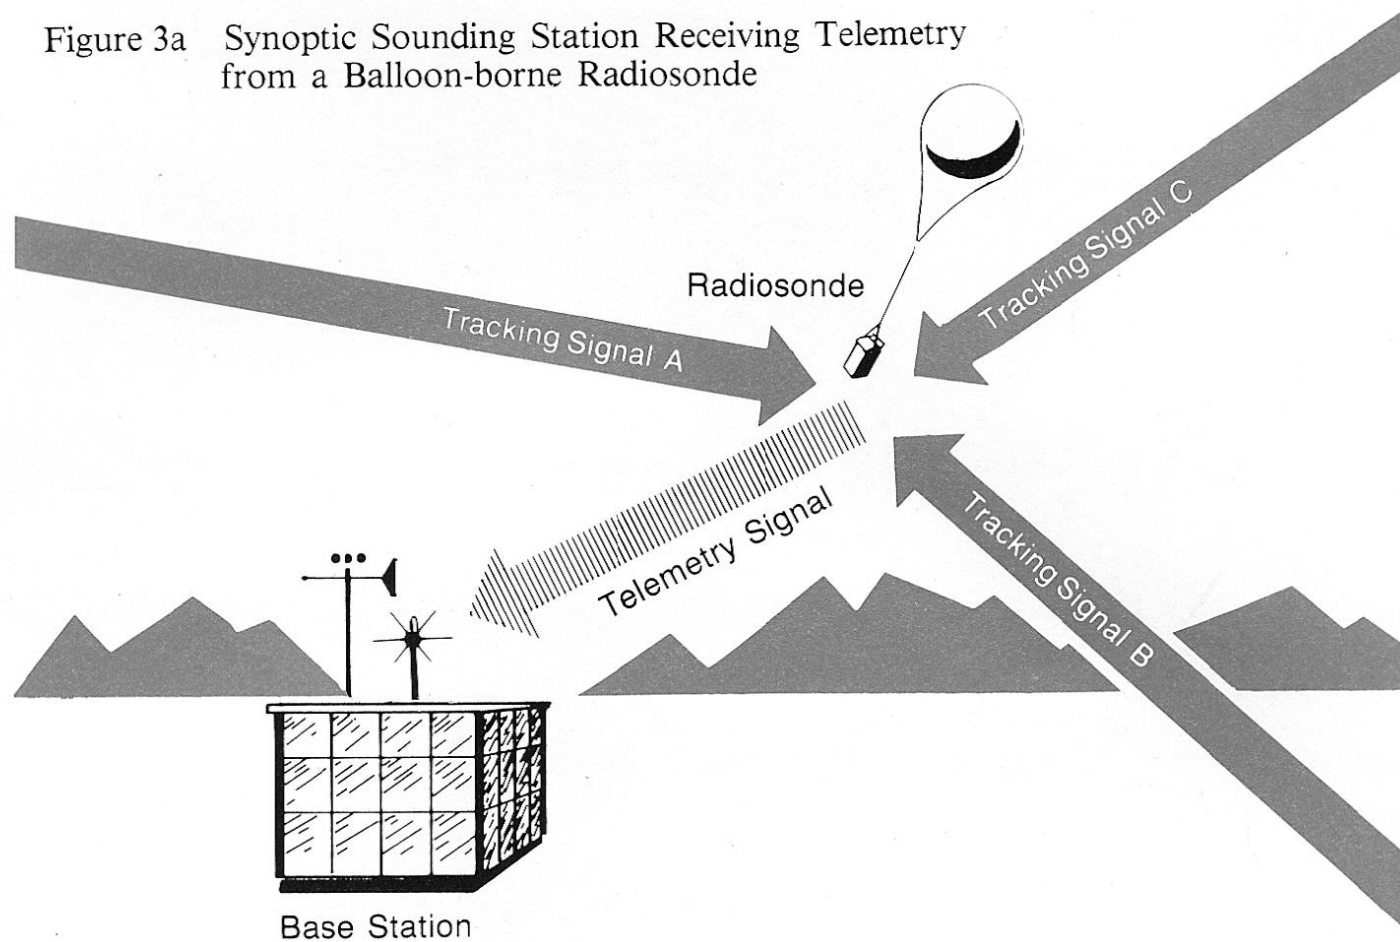 Figure 3a Synoptic Sounding Station Receiving Telemetry
from a Balloon-borne Radiosonde
Radiosonde
Tracking Signal C
Tracking Signal A
Telemetry Signal
Tracking Signal B
Base Station